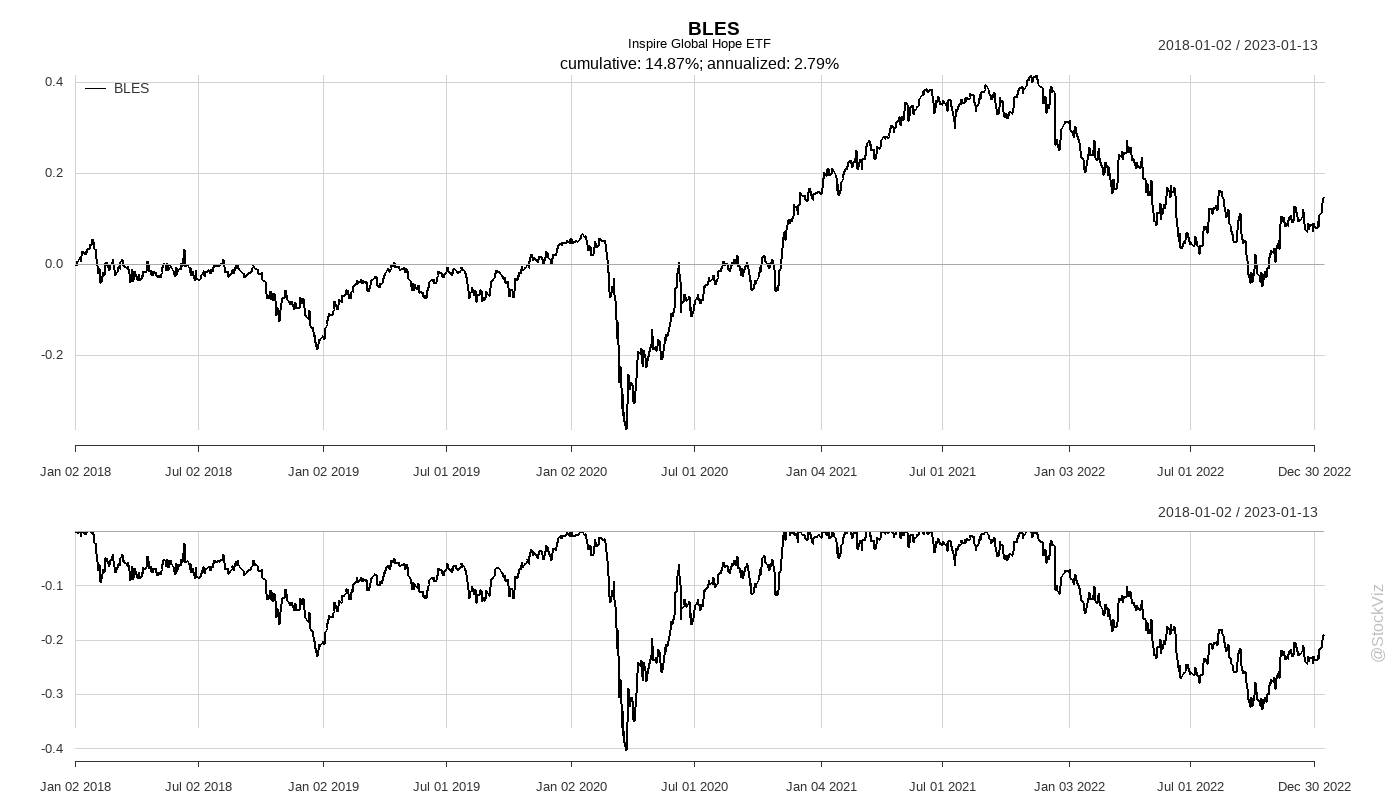 BLES
Inspire Global Hope ETF
cumulative: 14.87%; annualized: 2.79%
2018-01-02 / 2023-01-13
BLES
0.4
0.2
0.0
-0.2
Jan 02 2018 Jul 02 2018 Jan 02 2019 Jul 01 2019 Jan 02 2020 Jul 01 2020 Jan 04 2021 Jul 01 2021 Jan 03 2022 Jul 01 2022 Dec 30 2022
2018-01-02 / 2023-01-13
-0.1
-0.2
-0.3
-0.4
Jan 02 2018 Jul 02 2018 Jan 02 2019 Jul 01 2019 Jan 02 2020 Jul 01 2020 Jan 04 2021 Jul 01 2021 Jan 03 2022 Jul 01 2022 Dec 30 2022
@StockViz